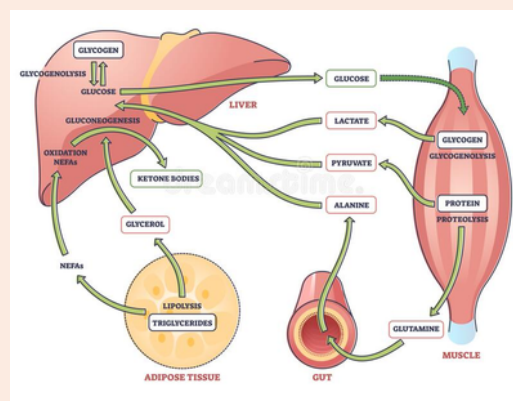 GLYCOGEN
GLYCOGENOLYSIS
GLUCOSE
LIVER
GLUCOSE
GLUCONEOGENESIS
LACTATE
GLYCOGEN
GLYCOGENOLYSIS
OXIDATION
NEFAs
PYRUVATE
KETONE BODIES
dreamstime.
ALANINE
PROTEIN
PROTEOLYSIS
GLYCEROL
NEFAs
LIPOLYSIS
TRIGLYCERIDES
GLUTAMINE
ADIPOSE TISSUE
GUT
MUSCLE